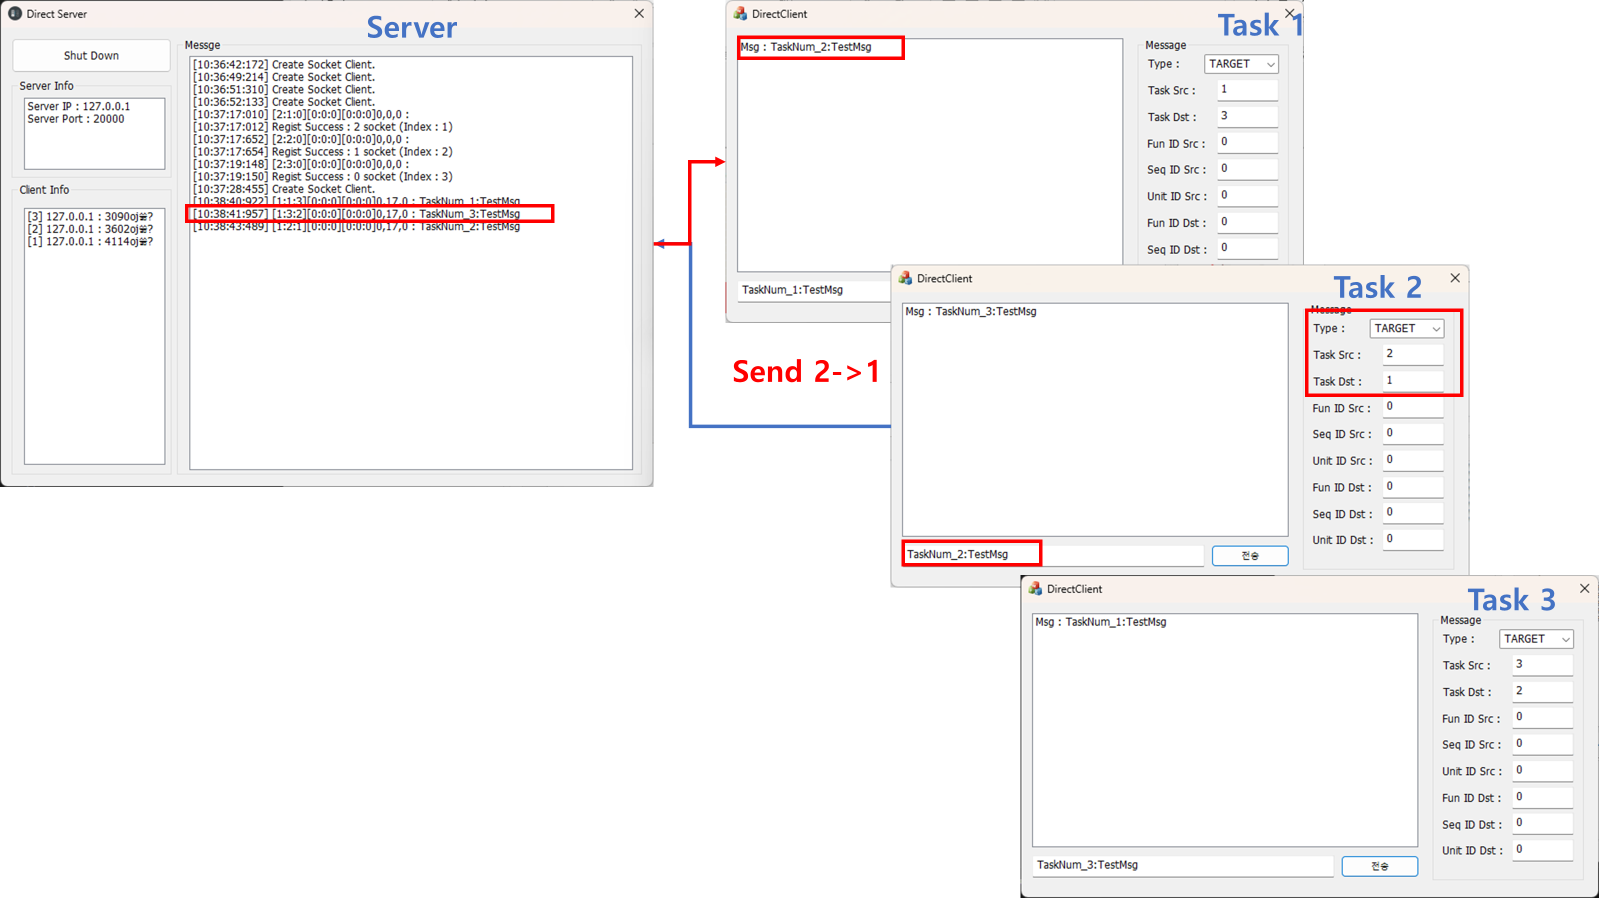 Direct Server
Server
Shut Down
Server Info
Server IP : 127.0.0.1
Server Port : 20000
Client Info
[3] 127.0.0.1 : 3090oj풀?
[2] 127.0.0.1 : 3602oj풀?
[1] 127.0.0.1 : 4114oj풀?
Messge
[10:36:42:172] Create Socket Client.
[10:36:49:214] Create Socket Client.
[10:36:51:310] Create Socket Client.
[10:36:52:133] Create Socket Client.
[10:37:17:010] [2:1:0][0:0:0][0:0:0]0,0,0 :
[10:37:17:012] Regist Success : 2 socket (Index : 1)
[10:37:17:652] [2:2:0][0:0:0][0:0:0]0,0,0 :
[10:37:17:654] Regist Success : 1 socket (Index : 2)
[10:37:19:148] [2:3:0][0:0:0][0:0:0]0,0,0 :
[10:37:19:150] Regist Success : 0 socket (Index : 3)
[10:37:28:455] Create Socket Client.
[10:38:40:922] [1:1:3][0:0:0][0:0:0]0,17,0 : TaskNum_1:TestMsg
[10:38:41:957] [1:3:2][0:0:0][0:0:0]0,17,0 : TaskNum_3:TestMsg
[10:38:43:489] [1:2:1][0:0:0][0:0:0]0,17,0 : TaskNum_2:TestMsg
DirectClient
Task 1
Msg : TaskNum_2:TestMsg
TaskNum_1:TestMsg
Message
Type : TARGET
Task Src : 1
Task Dst : 3
Fun ID Src : 0
Seq ID Src : 0
Unit ID Src : 0
Fun ID Dst : 0
Seq ID Dst : 0
Send 2->1
DirectClient
Task 2
Msg : TaskNum_3:TestMsg
TaskNum_2:TestMsg
전송
Message
Type : TARGET
Task Src : 2
Task Dst : 1
Fun ID Src : 0
Seq ID Src : 0
Unit ID Src : 0
Fun ID Dst : 0
Seq ID Dst : 0
Unit ID Dst : 0
DirectClient
Task 3
Msg : TaskNum_1:TestMsg
TaskNum_3:TestMsg
전송
Message
Type : TARGET
Task Src : 3
Task Dst : 2
Fun ID Src : 0
Seq ID Src : 0
Unit ID Src : 0
Fun ID Dst : 0
Seq ID Dst : 0
Unit ID Dst : 0